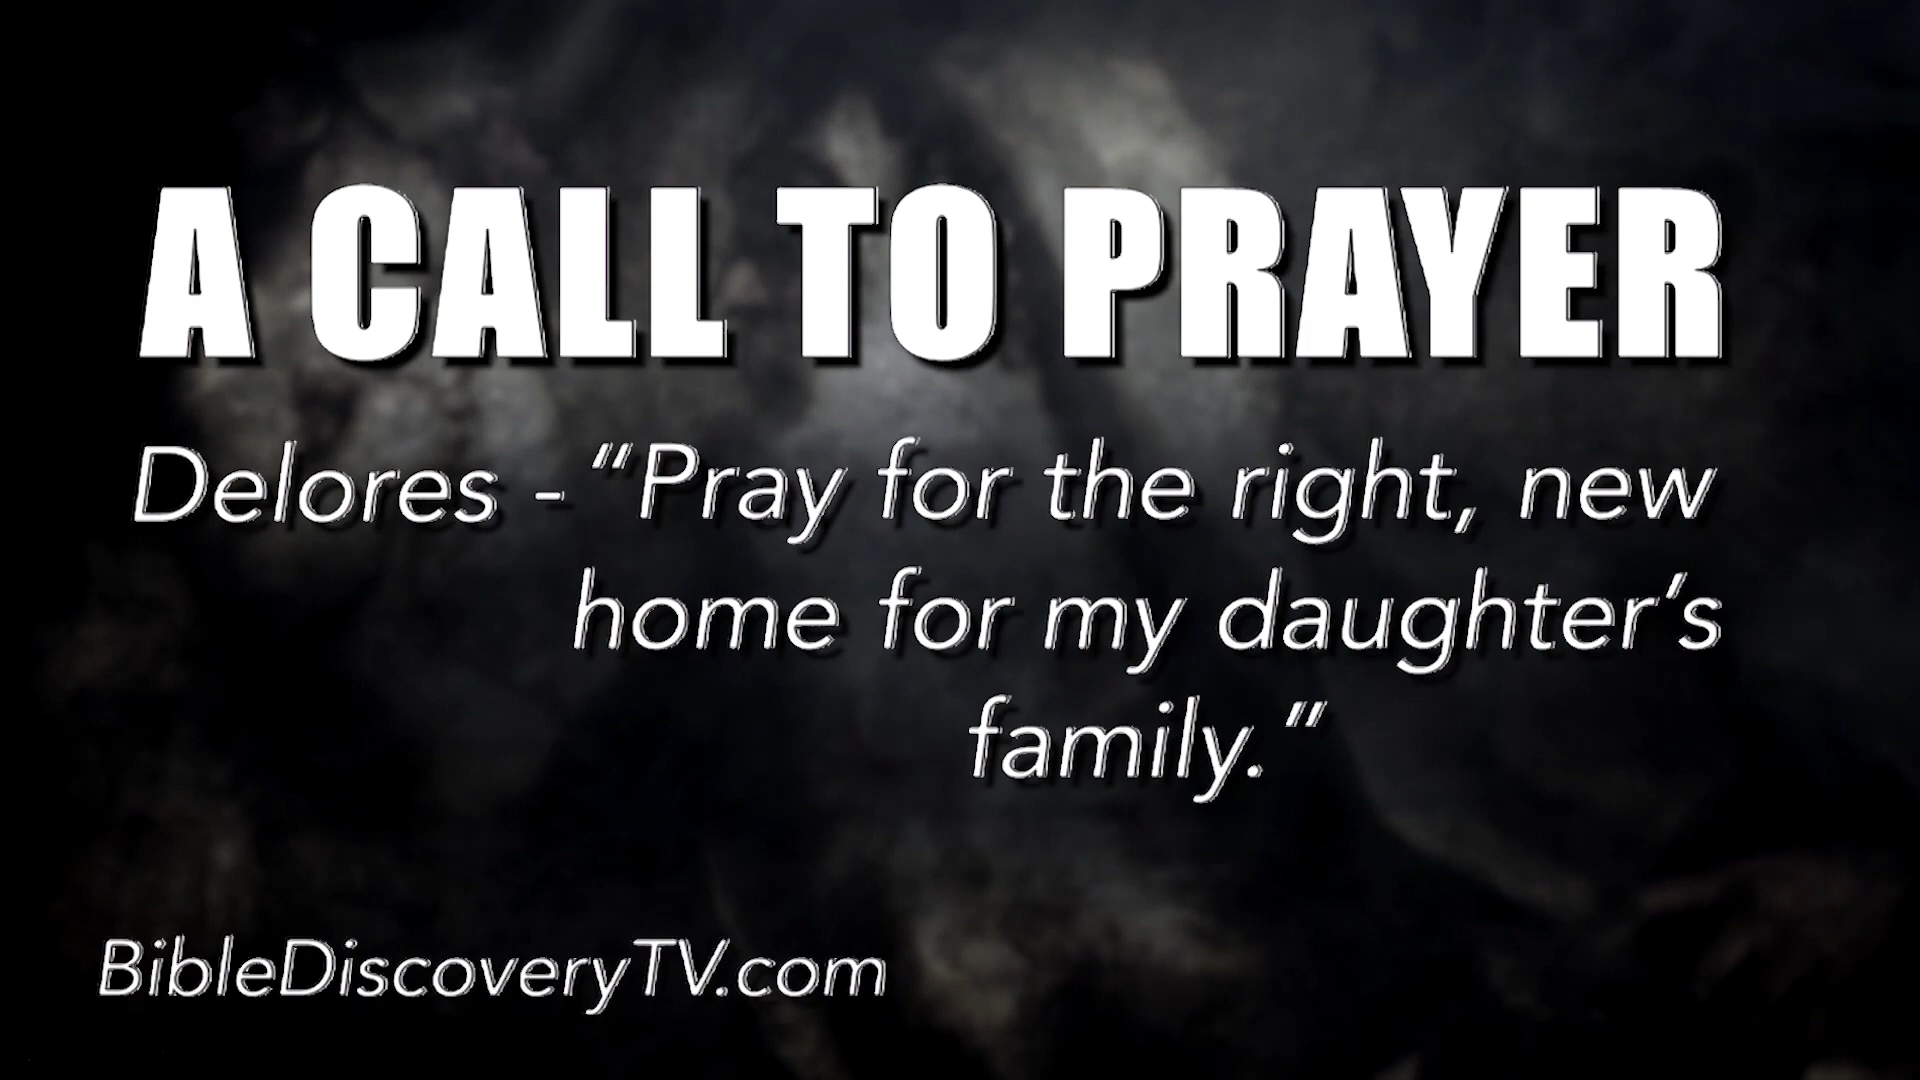 A CALL TO PRAYER
Delores - “Pray for the right, new
home for my daughter’s
family.”
BibleDiscoveryTV.com